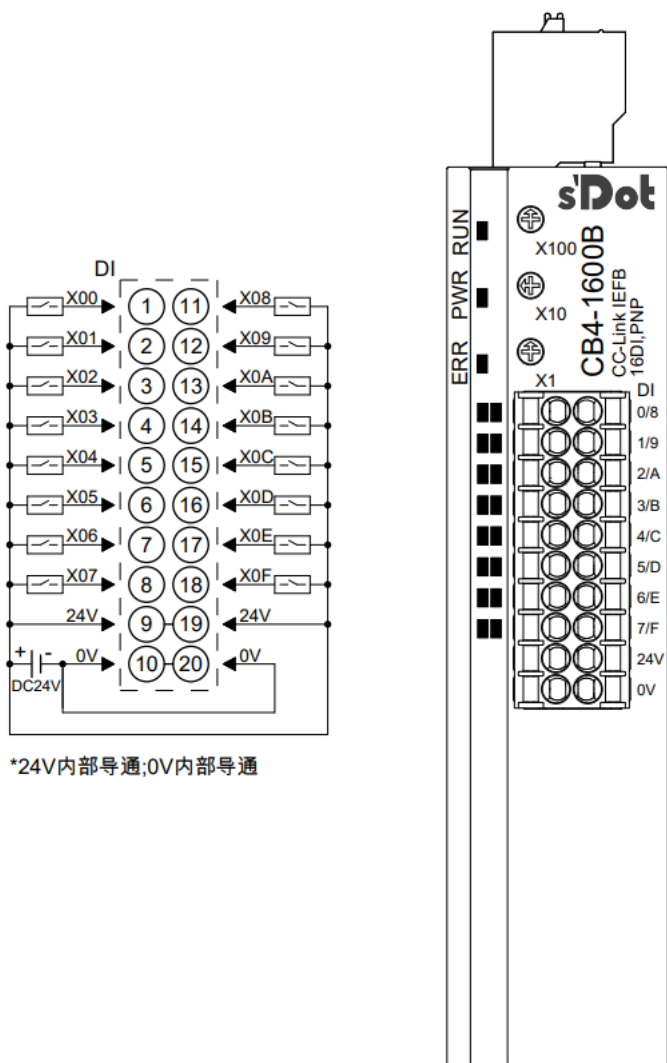 DI
X00 1 11 X08
X01 2 12 X09
X02 3 13 X0A
X03 4 14 X0B
X04 5 15 X0C
X05 6 16 X0D
X06 7 17 X0E
X07 8 18 X0F
24V 9 19 24V
+ - 0V 10 20 0V
DC24V
*24V内部导通;0V内部导通
s'Dot
RUN
PWR
ERR
X100
X10
X1
CB4-1600B
CC-Link IEFB
16DI,PNP
DI
0/8
1/9
2/A
3/B
4/C
5/D
6/E
7/F
24V
0V